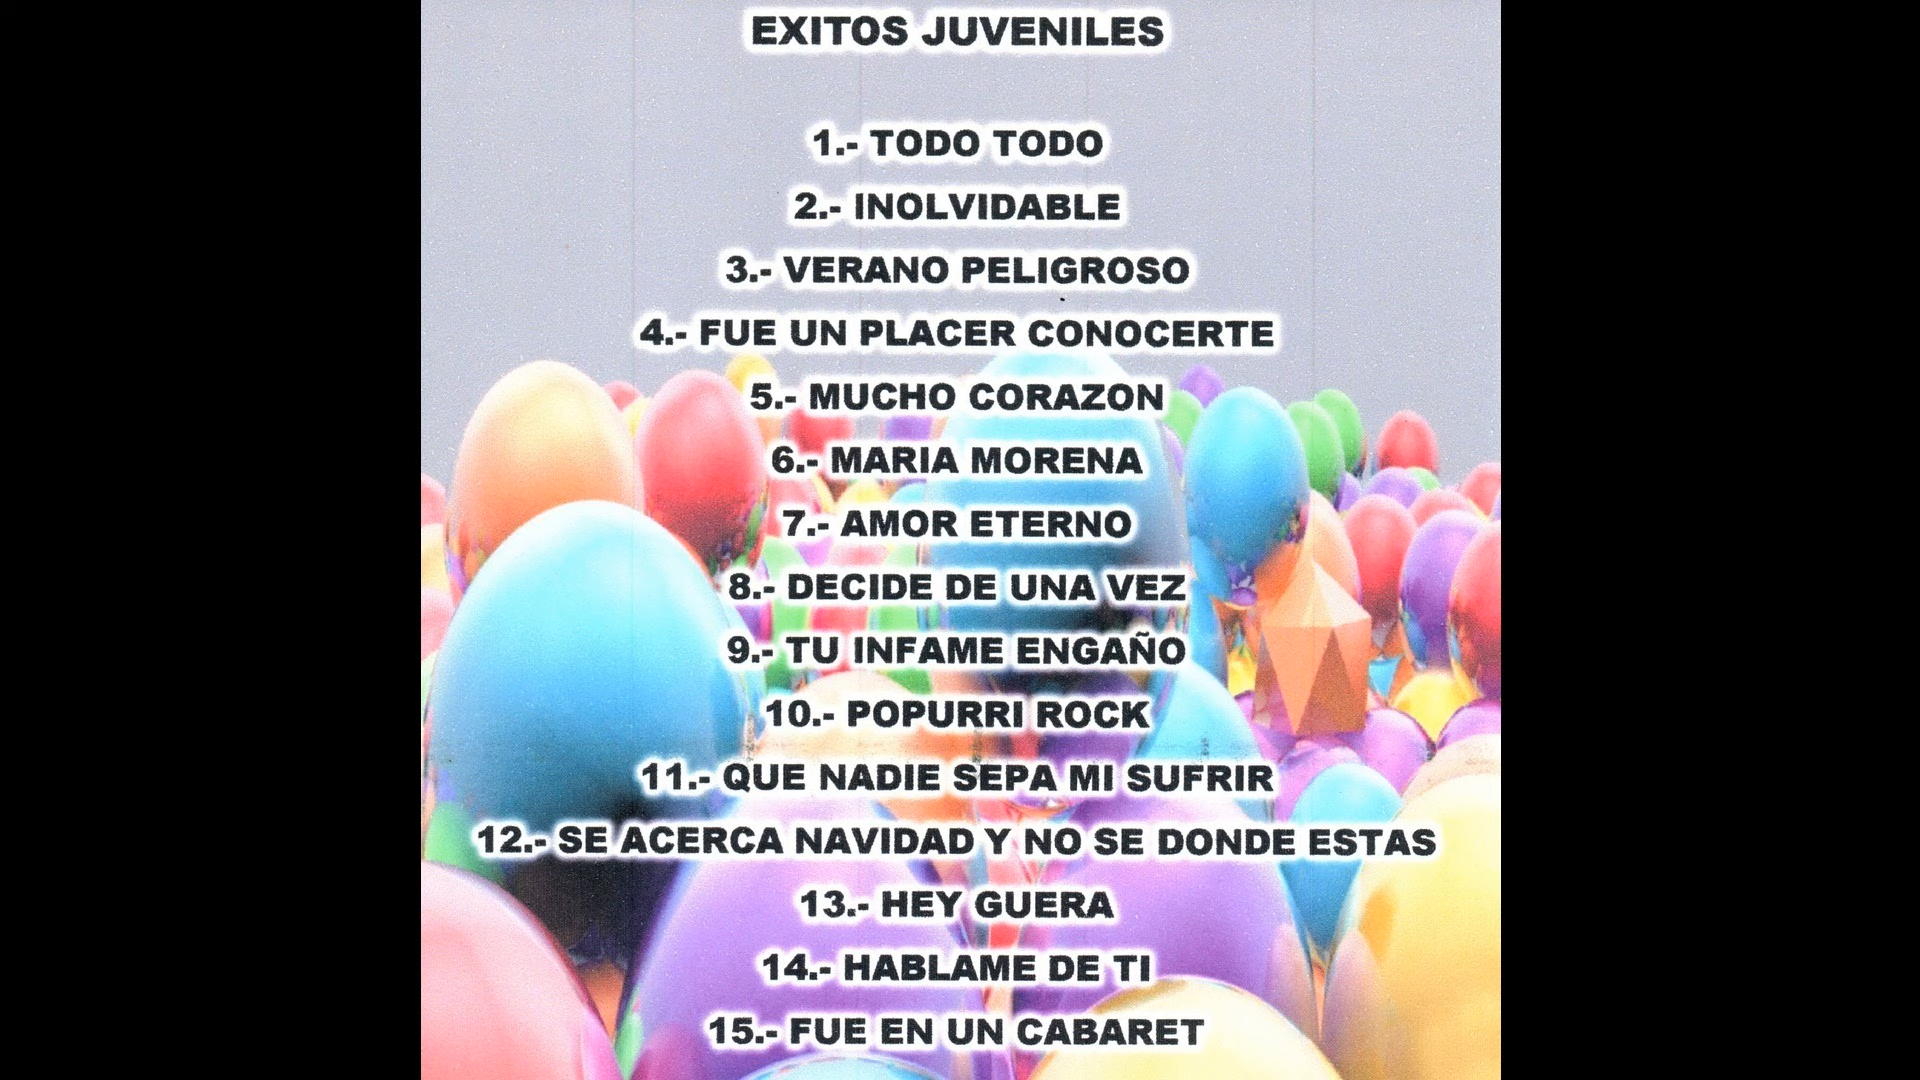 EXITOS JUVENILES
1.- TODO TODO
2.- INOLVIDABLE
3.- VERANO PELIGROSO
4.- FUE UN PLACER CONOCERTE
5.- MUCHO CORAZON
6.- MARIA MORENA
7.- AMOR ETERNO
8.- DECIDE DE UNA VEZ
9.- TU INFAME ENGAÑO
10.- POPURRI ROCK
11.- QUE NADIE SEPA MI SUFRIR
12.- SE ACERCA NAVIDAD Y NO SE DONDE ESTAS
13.- HEY GUERA
14.- HABLAME DE TI
15.- FUE EN UN CABARET